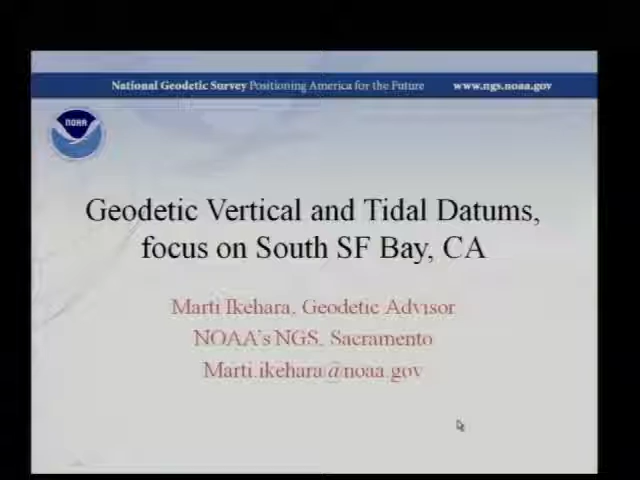 National Geodetic Survey Positioning America for the Future www.ngs.noaa.gov
NOAA
Geodetic Vertical and Tidal Datums,
focus on South SF Bay, CA
Marti Ikehara, Geodetic Advisor
NOAA's NGS, Sacramento
Marti.ikehara@noaa.gov